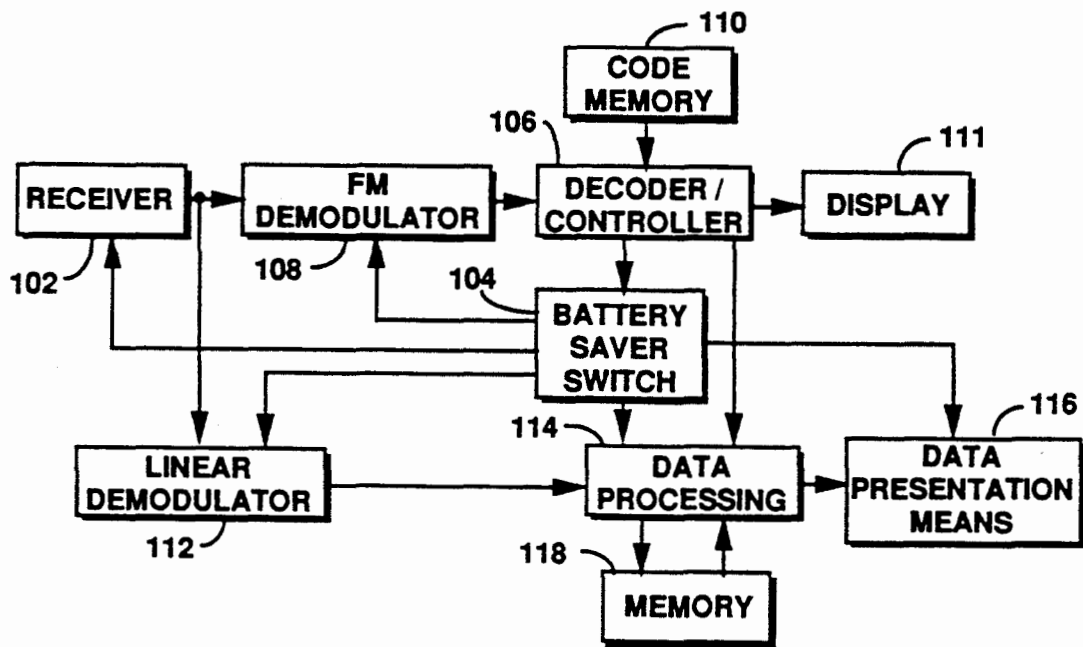 110
CODE
MEMORY
106
111
RECEIVER
FM
DEMODULATOR
DECODER /
CONTROLLER
DISPLAY
102
108
104
BATTERY
SAVER
SWITCH
114
116
LINEAR
DEMODULATOR
DATA
PROCESSING
DATA
PRESENTATION
MEANS
112
118
MEMORY